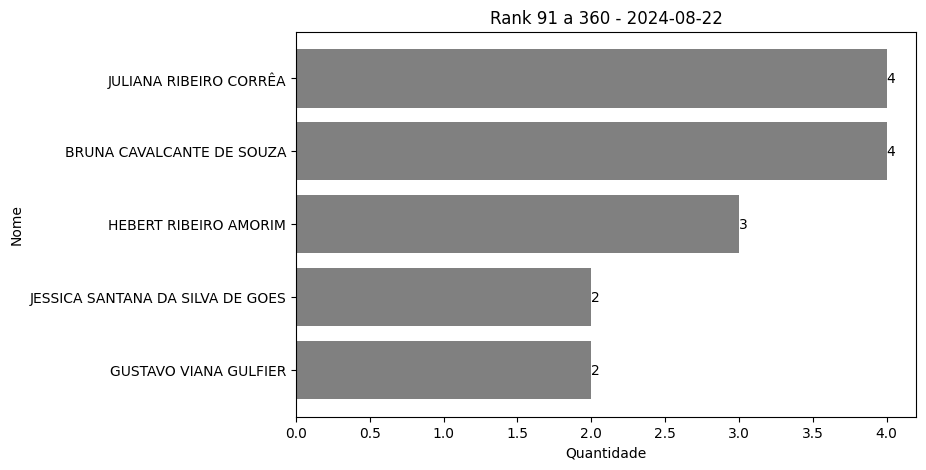 Rank 91 a 360 - 2024-08-22
Nome
JULIANA RIBEIRO CORRÊA 4
BRUNA CAVALCANTE DE SOUZA 4
HEBERT RIBEIRO AMORIM 3
JESSICA SANTANA DA SILVA DE GOES 2
GUSTAVO VIANA GULFIER 2
0.0 0.5 1.0 1.5 2.0 2.5 3.0 3.5 4.0
Quantidade